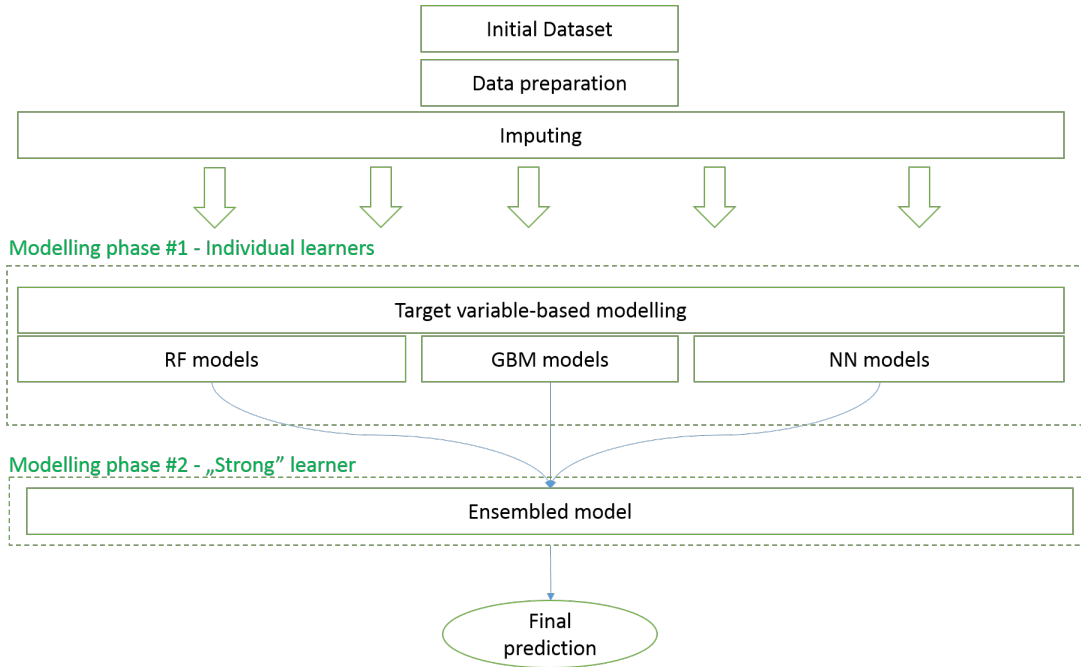 Initial Dataset
Data preparation
Imputing
Modelling phase #1 - Individual learners
Target variable-based modelling
RF models
GBM models
NN models
Modelling phase #2 - „Strong” learner
Ensembled model
Final
prediction